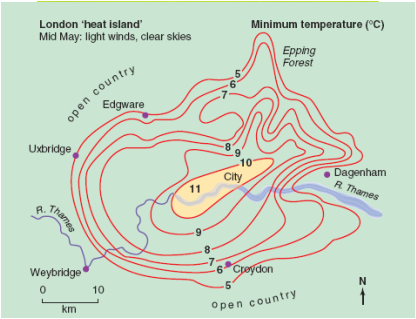 London 'heat island'
Mid May: light winds, clear skies
Minimum temperature (°C)
Epping
Forest
open country
5
6
7
Edgware
Uxbridge
8
9
10
City
11
Dagenham
R. Thames
R. Thames
9
8
7
6
Croydon
5
Weybridge
0 10
km
open country
N